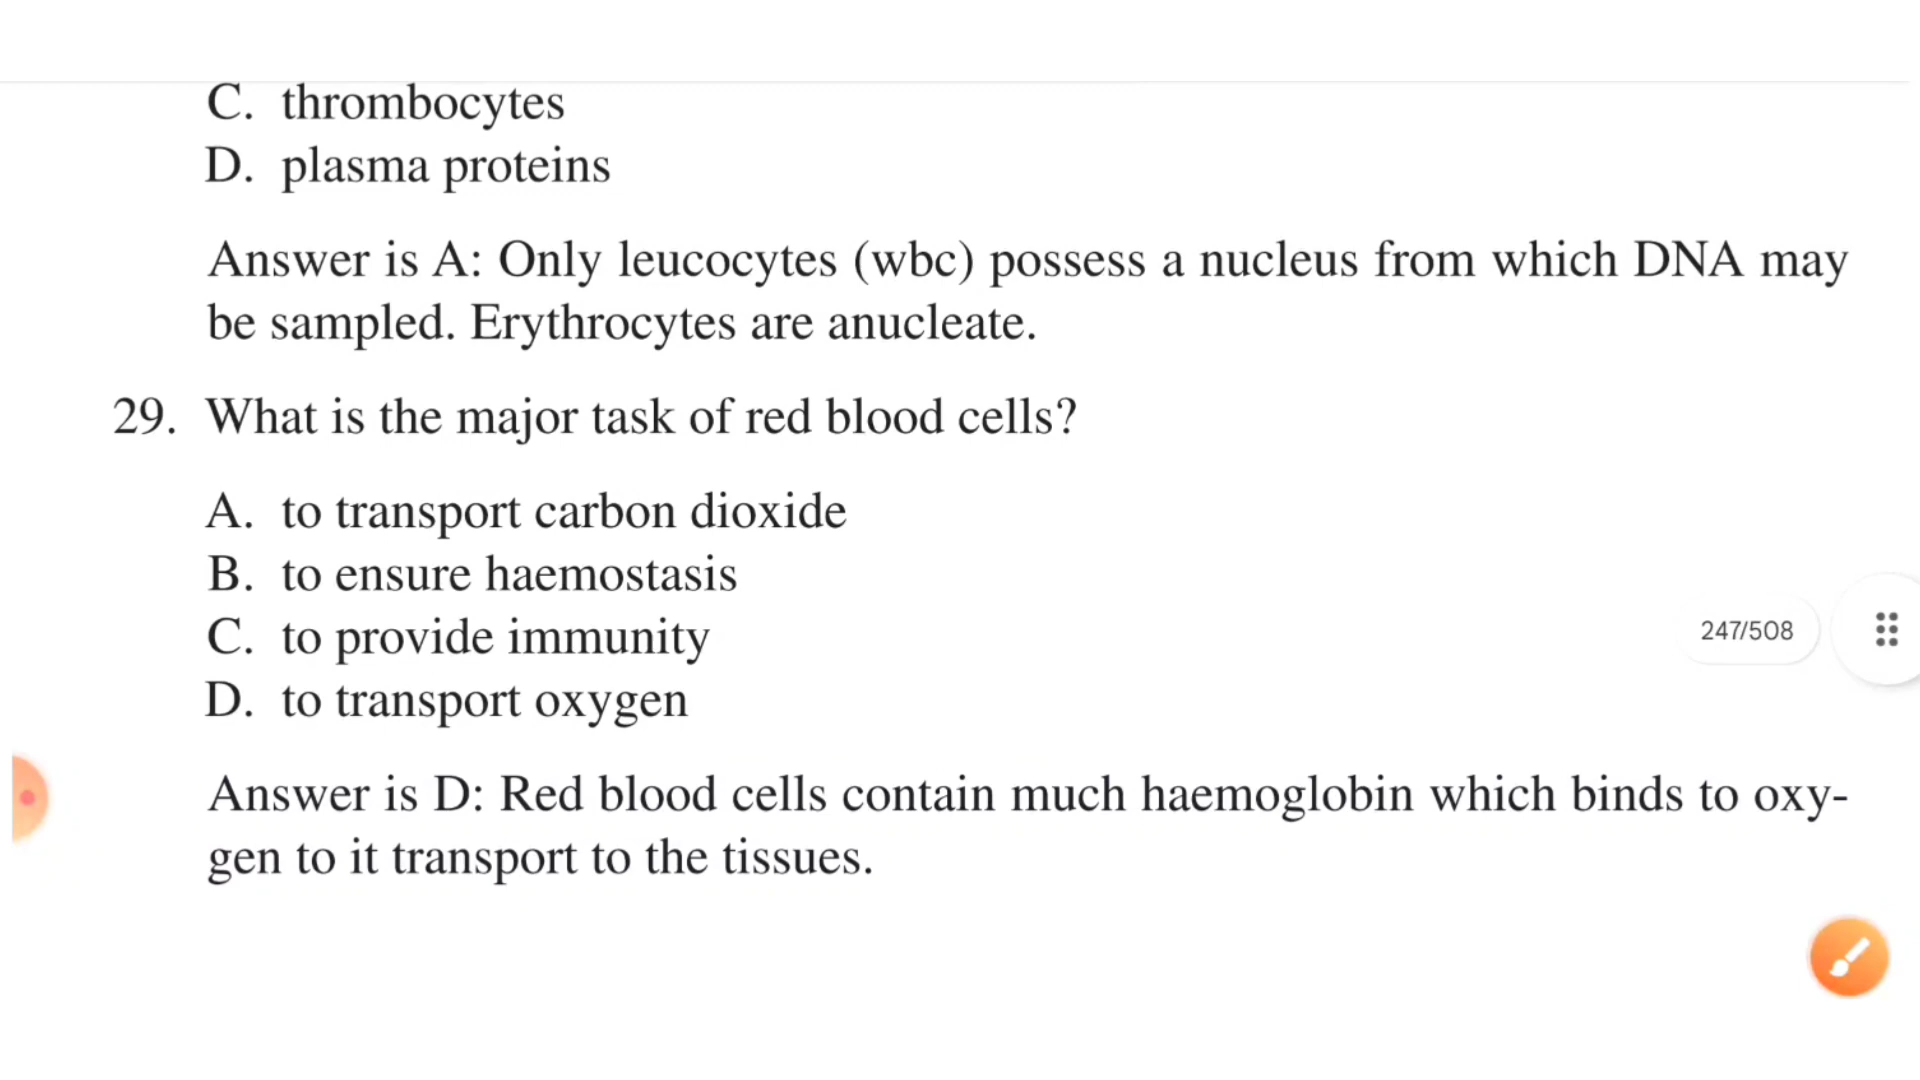 C. thrombocytes
D. plasma proteins
Answer is A: Only leucocytes (wbc) possess a nucleus from which DNA may
be sampled. Erythrocytes are anucleate.
29. What is the major task of red blood cells?
A. to transport carbon dioxide
B. to ensure haemostasis
C. to provide immunity
D. to transport oxygen
247/508
Answer is D: Red blood cells contain much haemoglobin which binds to oxy-
gen to it transport to the tissues.